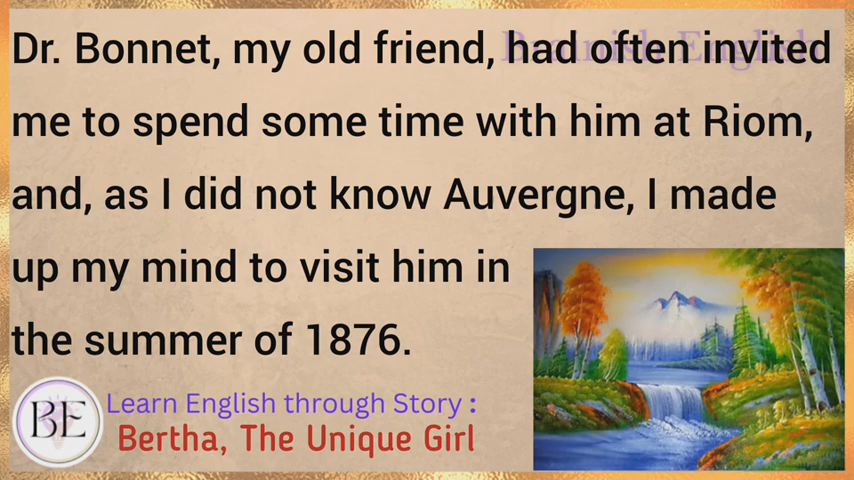 Dr. Bonnet, my old friend, had often invited
me to spend some time with him at Riom,
and, as I did not know Auvergne, I made
up my mind to visit him in
the summer of 1876.
BE
Learn English through Story :
Bertha, The Unique Girl